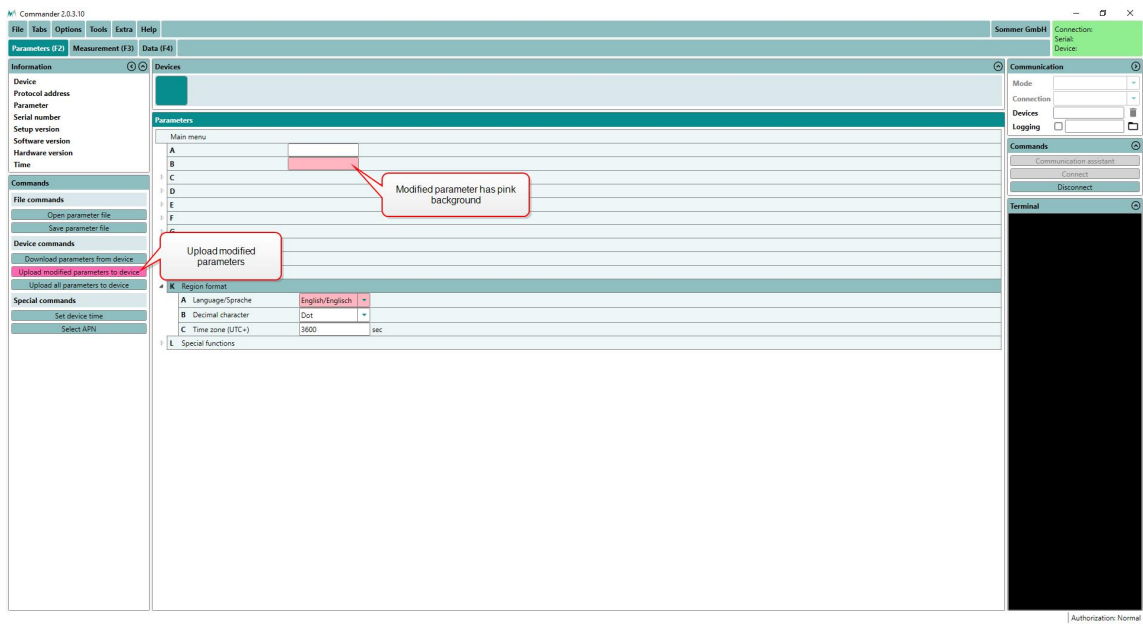 Commander 2.0.3.10
File Tabs Options Tools Extra Help
Sommer GmbH
Connection:
Serial:
Device:
Parameters (F2) Measurement (F3) Data (F4)
Information
Device
Protocol address
Parameter
Serial number
Setup version
Software version
Hardware version
Time
Commands
File commands
Open parameter file
Save parameter file
Device commands
Download parameters from device
Upload modified parameters to device
Upload all parameters to device
Special commands
Set device time
Select APN
Devices
Parameters
Main menu
A
B
C
D
E
F
G
K Region format
A Language/Sprache English/Englisch
B Decimal character Dot
C Time zone (UTC+) 3600 sec
L Special functions
Modified parameter has pink
background
Upload modified
parameters
Communication
Mode
Connection
Devices
Logging
Commands
Communication assistant
Connect
Disconnect
Terminal
Authorization: Normal